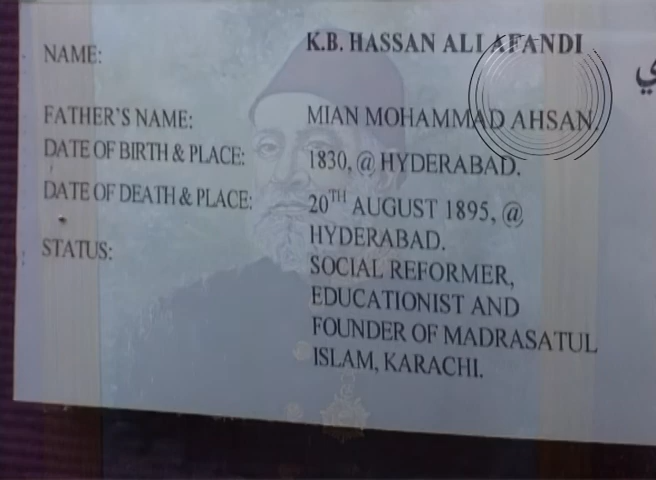 NAME: K.B. HASSAN ALI AFANDI
FATHER'S NAME: MIAN MOHAMMAD AHSAN.
DATE OF BIRTH & PLACE: 1830, @ HYDERABAD.
DATE OF DEATH & PLACE: 20TH AUGUST 1895, @
HYDERABAD.
STATUS: SOCIAL REFORMER,
EDUCATIONIST AND
FOUNDER OF MADRASATUL
ISLAM, KARACHI.